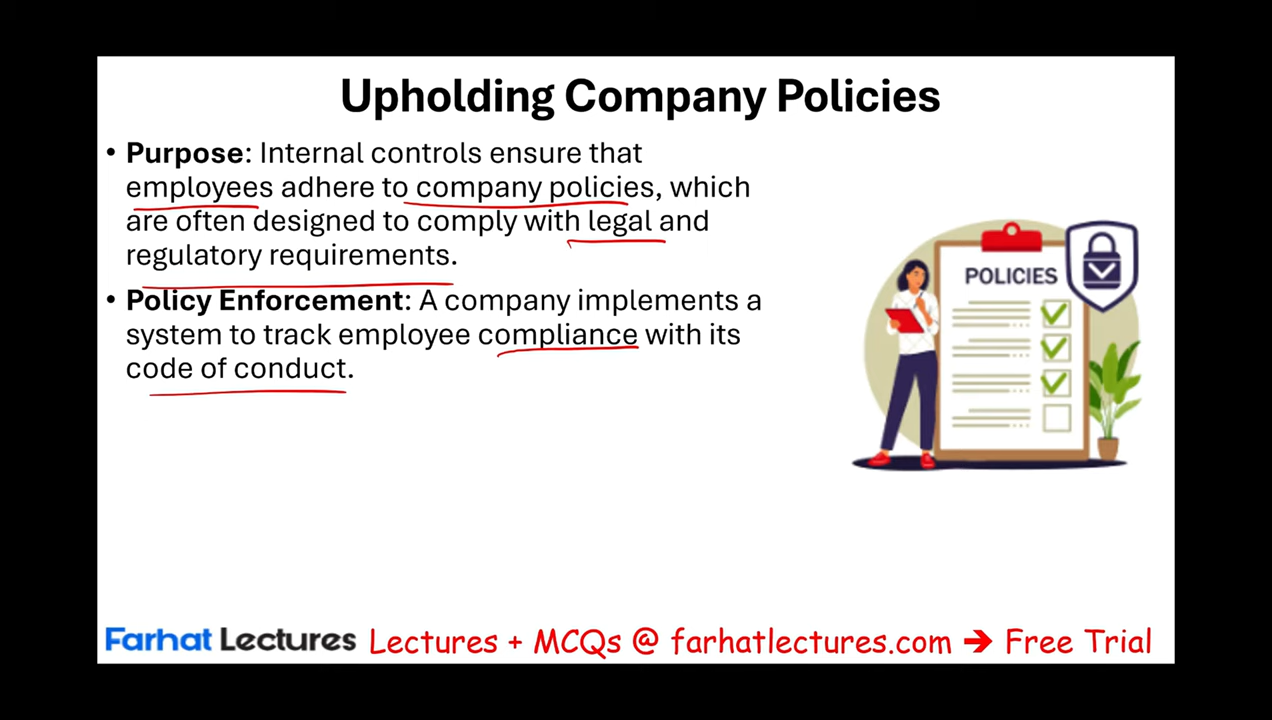 Upholding Company Policies
• Purpose: Internal controls ensure that
employees adhere to company policies, which
are often designed to comply with legal and
regulatory requirements.
• Policy Enforcement: A company implements a
system to track employee compliance with its
code of conduct.
POLICIES
Farhat Lectures Lectures + MCQs @ farhatlectures.com → Free Trial